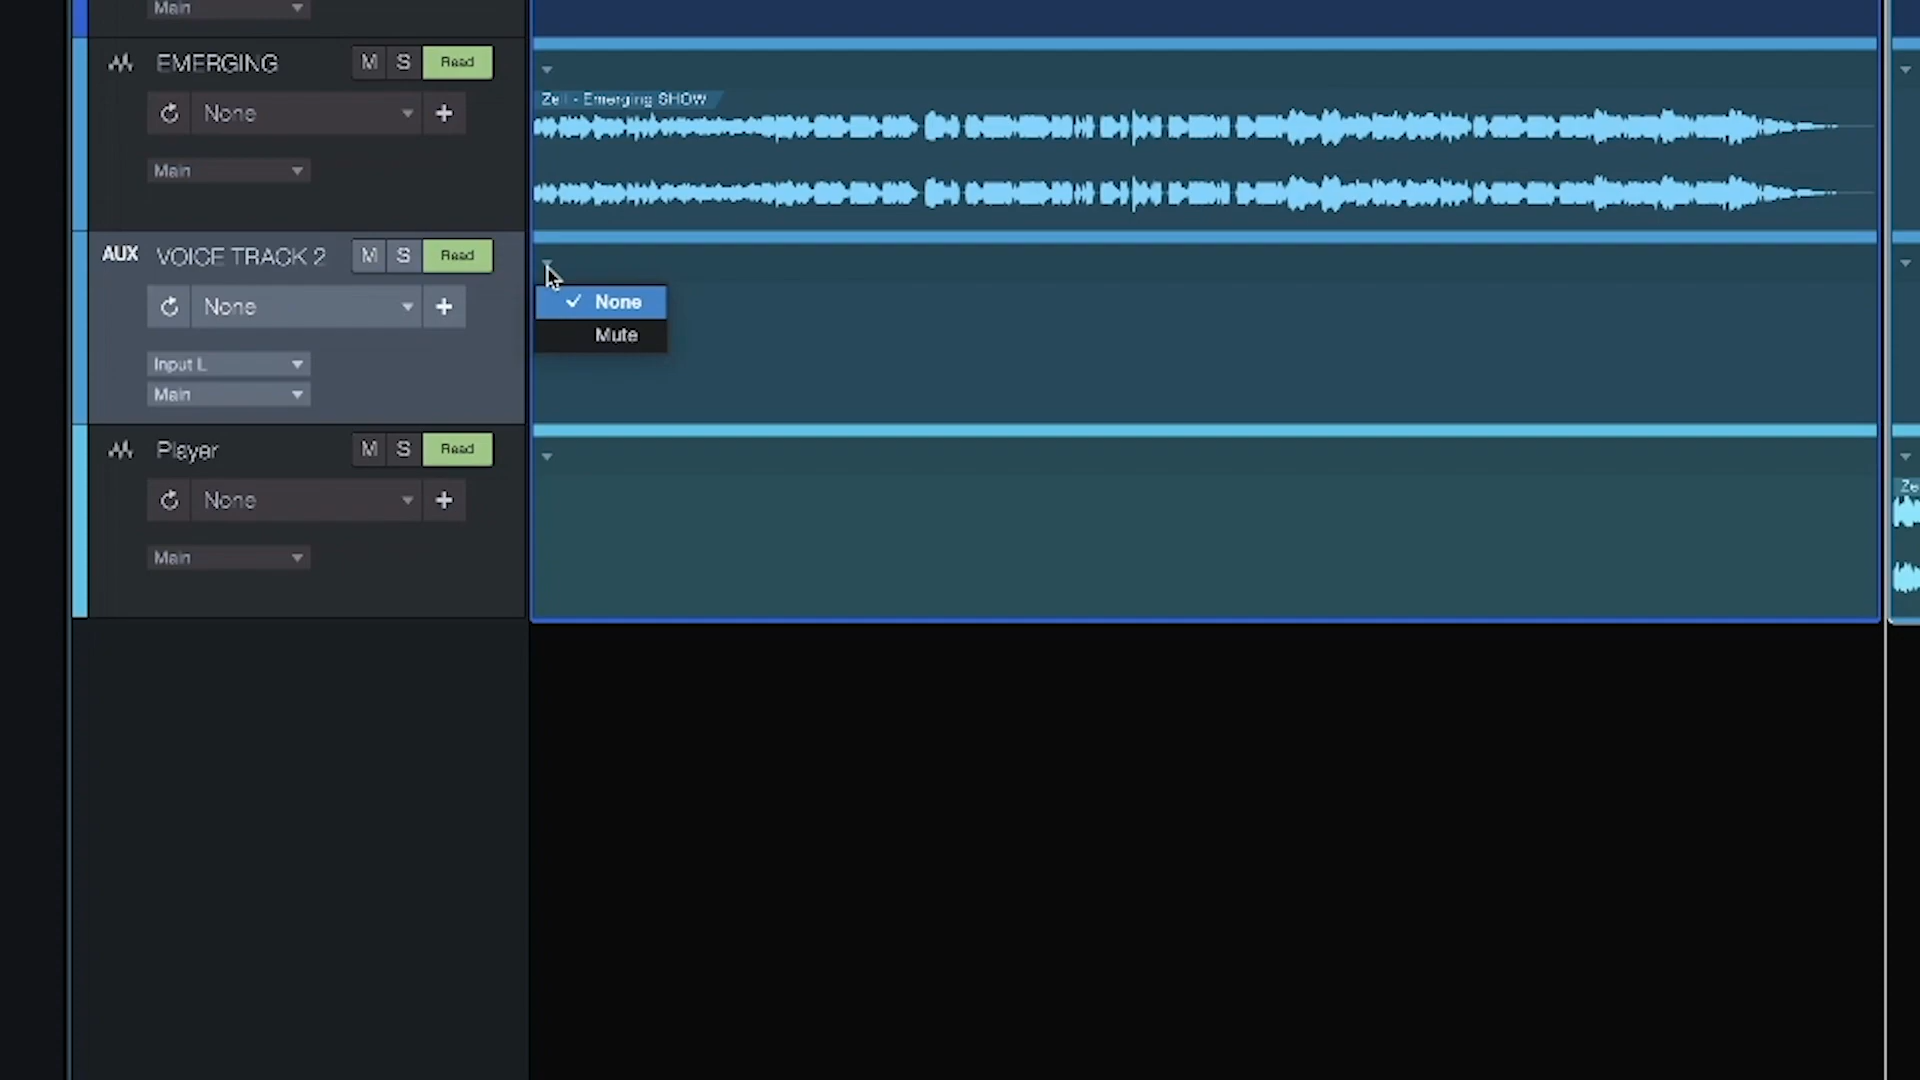 Main
EMERGING M S Read
None
Zell - Emerging SHOW
Main
AUX VOICE TRACK 2 M S Read
None
None
Mute
Input L
Main
Player M S Read
Ze
None
Main